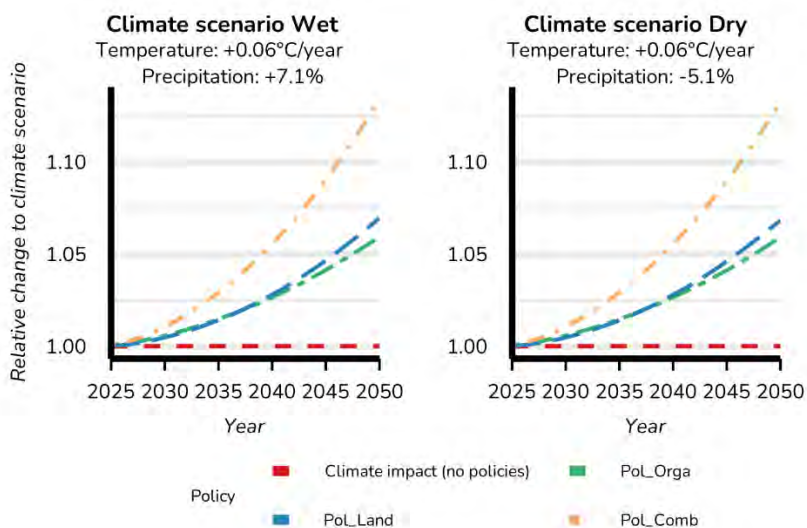 Climate scenario Wet
Temperature: +0.06°C/year
Precipitation: +7.1%
Climate scenario Dry
Temperature: +0.06°C/year
Precipitation: -5.1%
Relative change to climate scenario
1.10
1.05
1.00
2025 2030 2035 2040 2045 2050
Year
1.10
1.05
1.00
2025 2030 2035 2040 2045 2050
Year
Policy
Climate impact (no policies)
Pol_Land
Pol_Orga
Pol_Comb